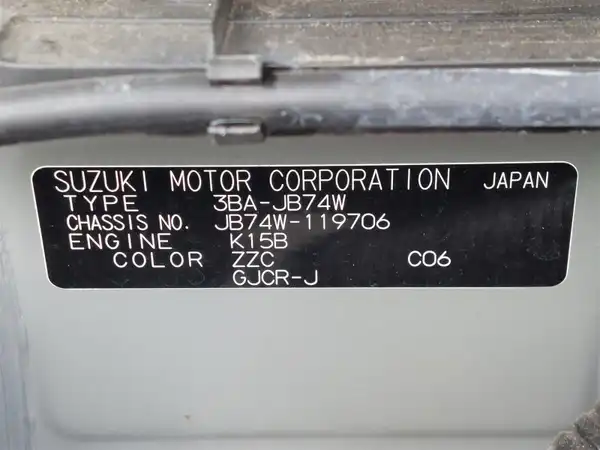 SUZUKI MOTOR CORPORATION JAPAN
TYPE 3BA-JB74W
CHASSIS NO. JB74W-119706
ENGINE K15B
COLOR ZZC C06
GJCR-J